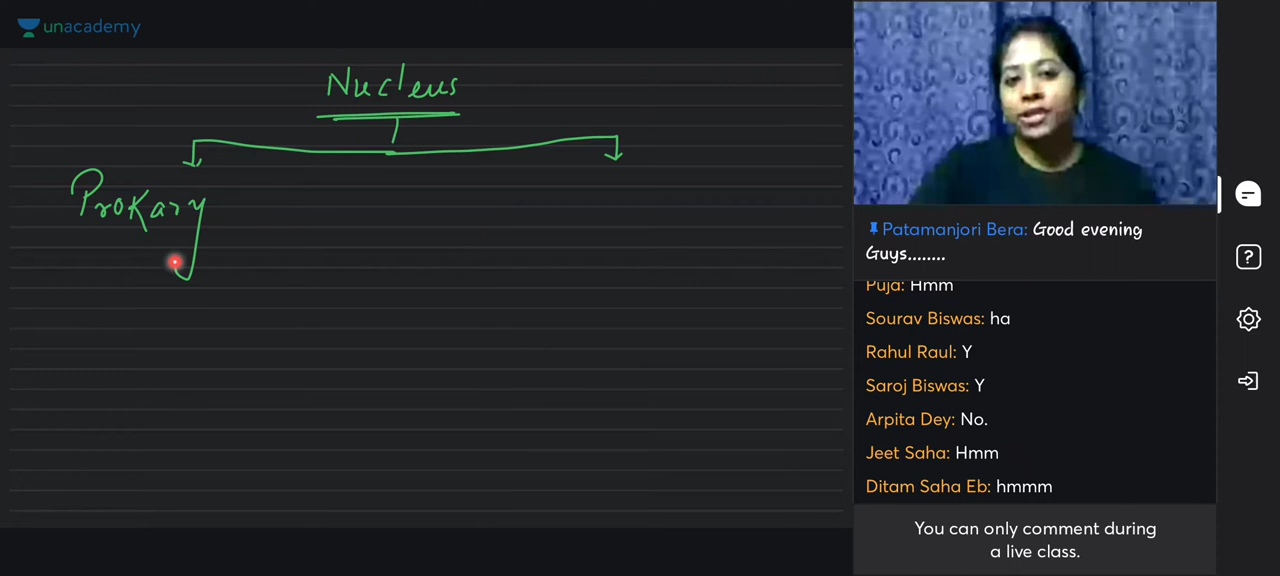 unacademy
Nucleus
Prokary
Patamanjori Bera: Good evening
Guys........
Puja: Hmm
Sourav Biswas: ha
Rahul Raul: Y
Saroj Biswas: Y
Arpita Dey: No.
Jeet Saha: Hmm
Ditam Saha Eb: hmmm
You can only comment during
a live class.